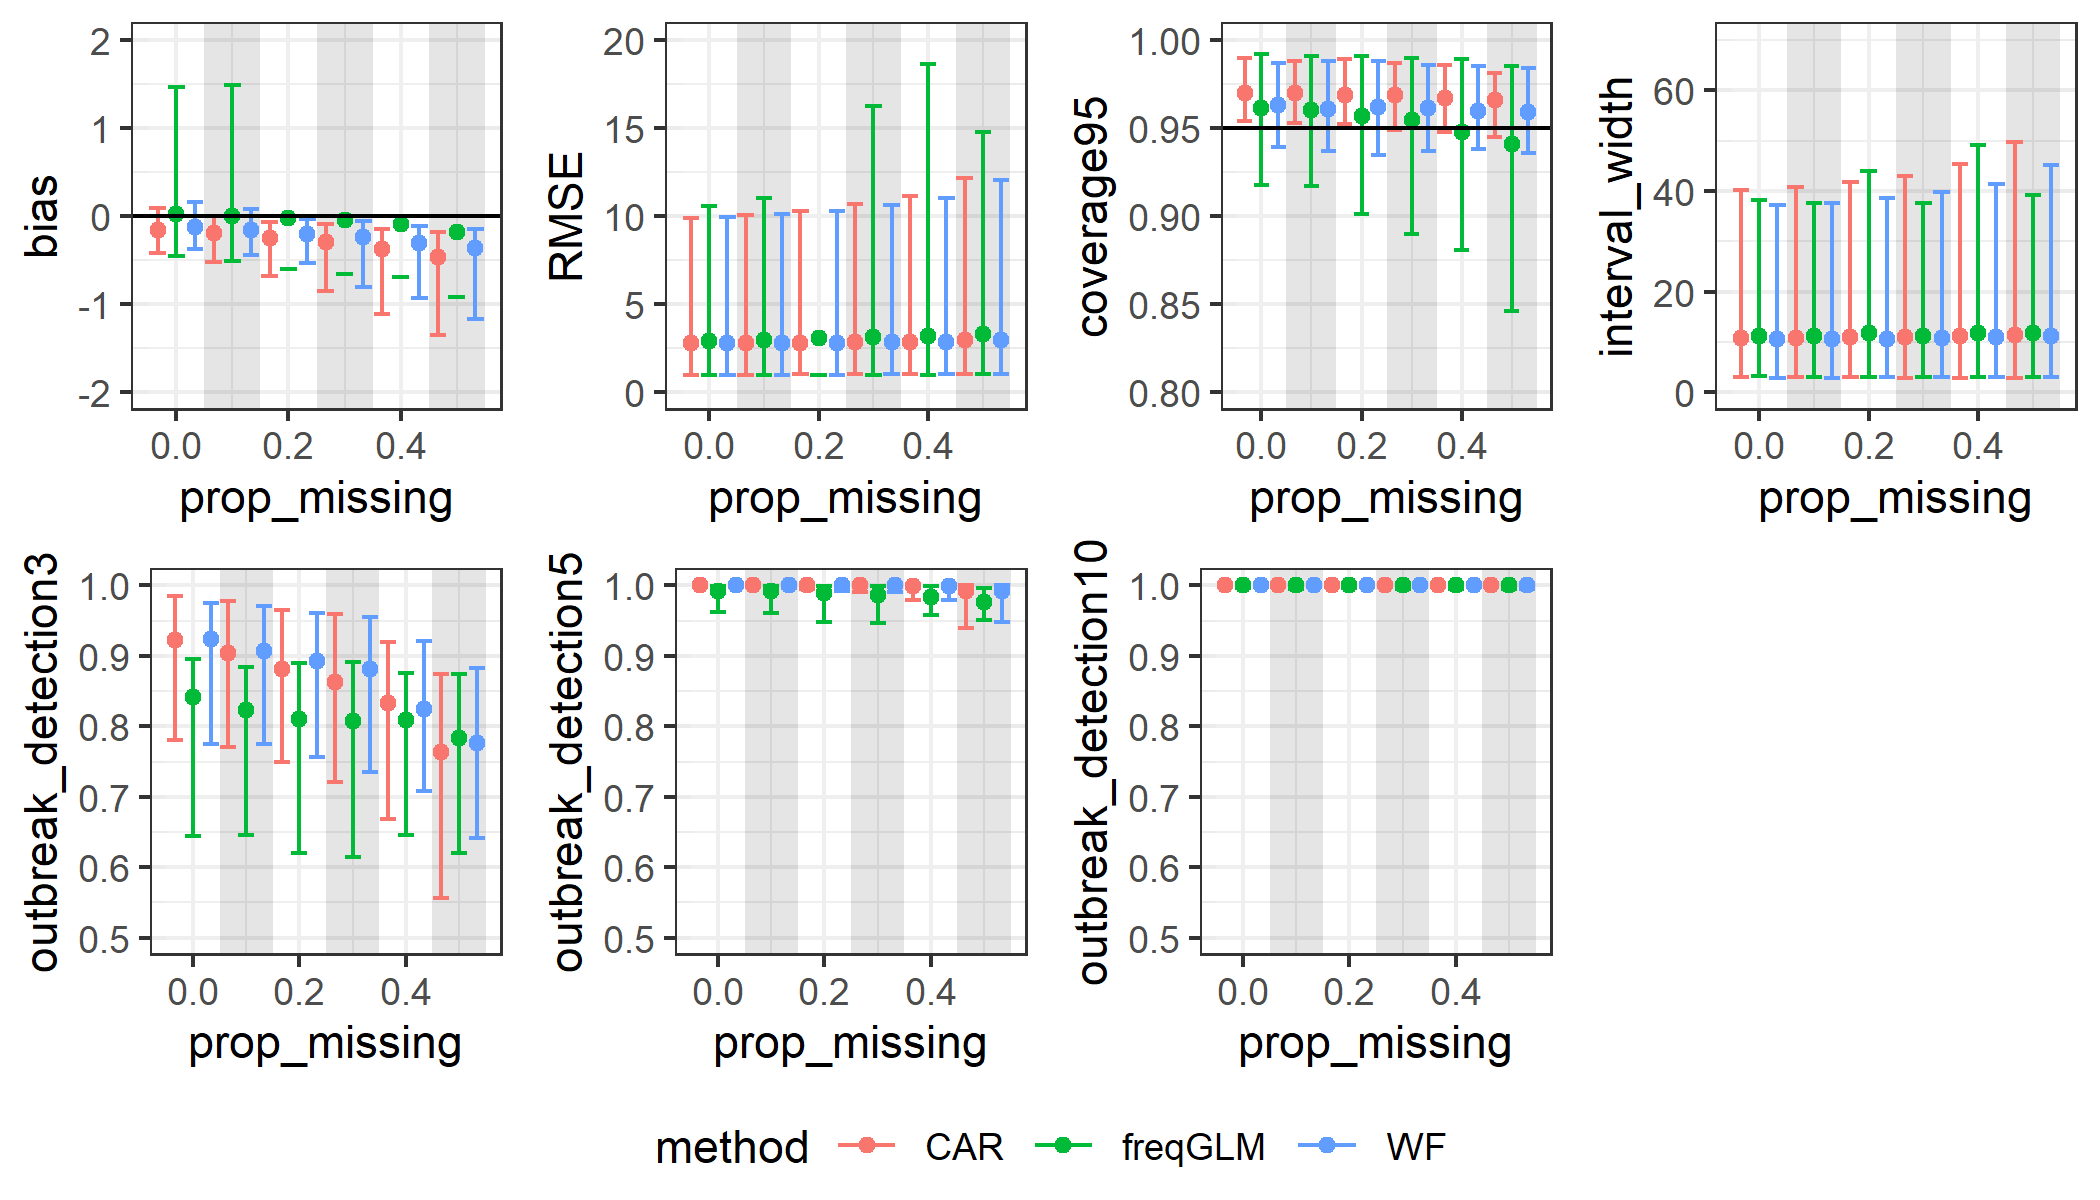 bias
2
1
0
-1
-2
0.0 0.2 0.4
prop_missing
RMSE
20
15
10
5
0
0.0 0.2 0.4
prop_missing
coverage95
1.00
0.95
0.90
0.85
0.80
0.0 0.2 0.4
prop_missing
interval_width
60
40
20
0
0.0 0.2 0.4
prop_missing
outbreak_detection3
1.0
0.9
0.8
0.7
0.6
0.5
0.0 0.2 0.4
prop_missing
outbreak_detection5
1.0
0.9
0.8
0.7
0.6
0.5
0.0 0.2 0.4
prop_missing
outbreak_detection10
1.0
0.9
0.8
0.7
0.6
0.5
0.0 0.2 0.4
prop_missing
method CAR freqGLM WF